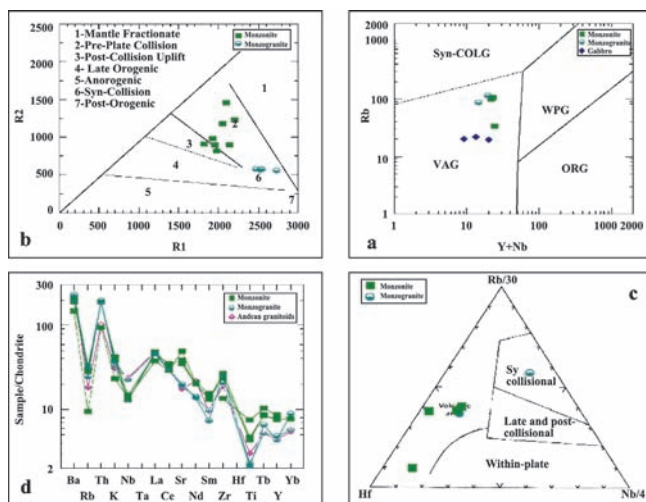 1-Mantle Fractionate
2-Pre-Plate Collision
3-Post-Collision Uplift
4- Late Orogenic
5-Anorogenic
6-Syn-Collision
7-Post-Orogenic
Monzonite
Monzogranite
2500
2000
1500
1000
500
0
R2
1
2
3
4
5
6
7
0 500 1000 1500 2000 2500 3000
b
R1
Monzonite
Monzogranite
Gabbro
2000
1000
100
10
1
Rb
Syn-COLG
WPG
VAG
ORG
1 10 100 1000 2000
Y+Nb
a
Monzonite
Monzogranite
Andean granitoids
300
100
10
1
Sample/Chondrite
d
Ba Th Nb La Sr Sm Hf Tb Yb
Rb K Ta Ce Nd Zr Ti Y
Monzonite
Monzogranite
Rb/30
c
Sy
collisional
Late and post-
collisional
Within-plate
Hf
Nb/4